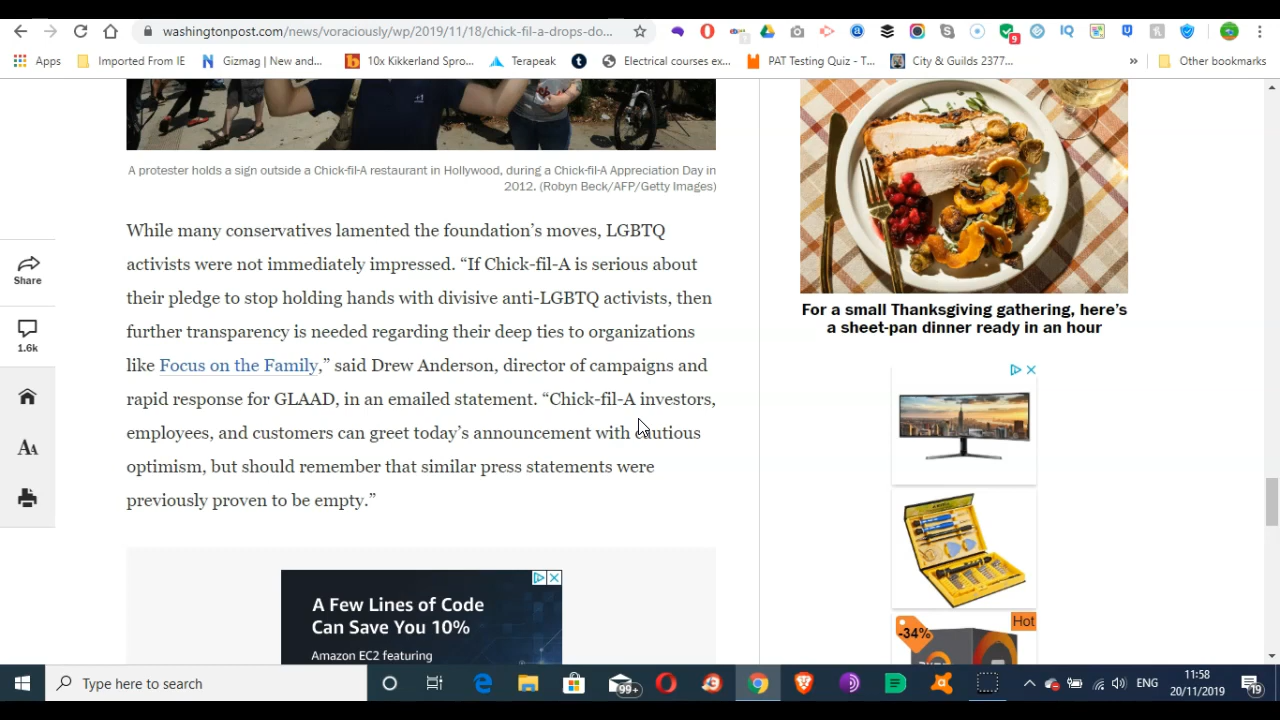 washingtonpost.com/news/voraciously/wp/2019/11/18/chick-fil-a-drops-do...
9
IQ
Apps
Imported From IE
Gizmag | New and...
10x Kikkerland Spro...
Terapeak
Electrical courses ex...
PAT Testing Quiz - T...
City & Guilds 2377...
»
Other bookmarks
A protester holds a sign outside a Chick-fil-A restaurant in Hollywood, during a Chick-fil-A Appreciation Day in
2012. (Robyn Beck/AFP/Getty Images)
While many conservatives lamented the foundation’s moves, LGBTQ
activists were not immediately impressed. “If Chick-fil-A is serious about
their pledge to stop holding hands with divisive anti-LGBTQ activists, then
further transparency is needed regarding their deep ties to organizations
like Focus on the Family,” said Drew Anderson, director of campaigns and
rapid response for GLAAD, in an emailed statement. “Chick-fil-A investors,
employees, and customers can greet today’s announcement with cautious
optimism, but should remember that similar press statements were
previously proven to be empty.”
Share
1.6k
AA
A Few Lines of Code
Can Save You 10%
Amazon EC2 featuring
For a small Thanksgiving gathering, here’s
a sheet-pan dinner ready in an hour
Hot
-34%
Type here to search
99+
ENG
11:58
20/11/2019
19